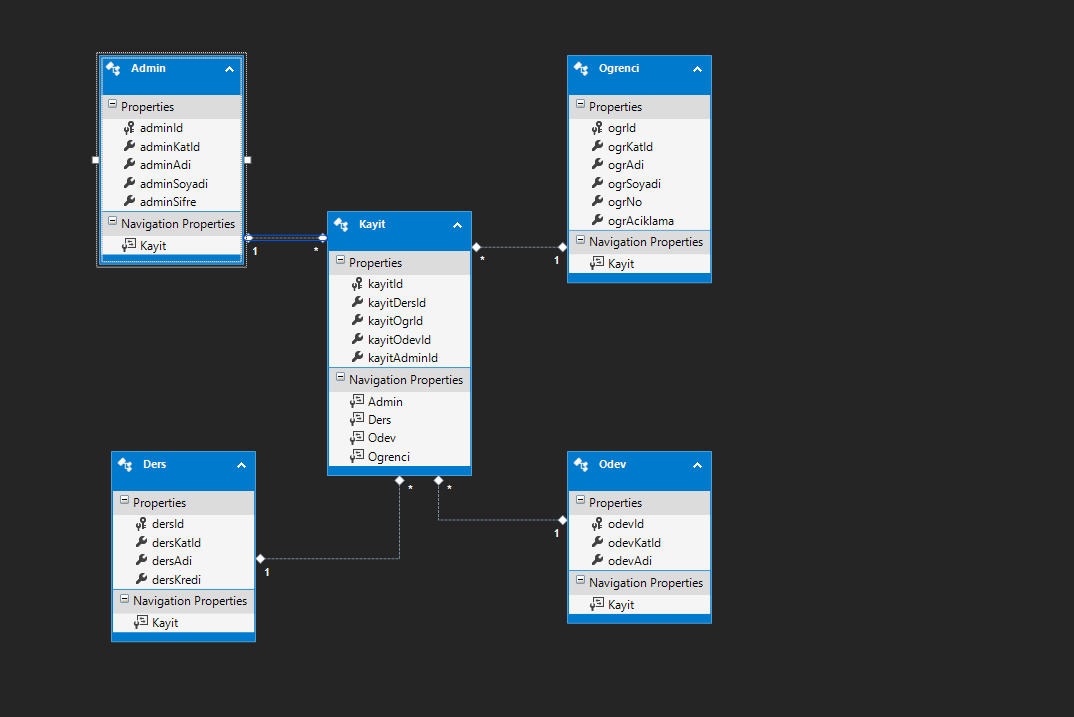 Admin
Properties
adminId
adminKatId
adminAdi
adminSoyadi
adminSifre
Navigation Properties
Kayit
1
*
Ogrenci
Properties
ogrId
ogrKatId
ogrAdi
ogrSoyadi
ogrNo
ogrAciklama
Navigation Properties
Kayit
*
1
Kayit
Properties
kayitId
kayitDersId
kayitOgrId
kayitOdevId
kayitAdminId
Navigation Properties
Admin
Ders
Odev
Ogrenci
*
*
Ders
Properties
dersId
dersKatId
dersAdi
dersKredi
Navigation Properties
Kayit
1
Odev
Properties
odevId
odevKatId
odevAdi
Navigation Properties
Kayit
1